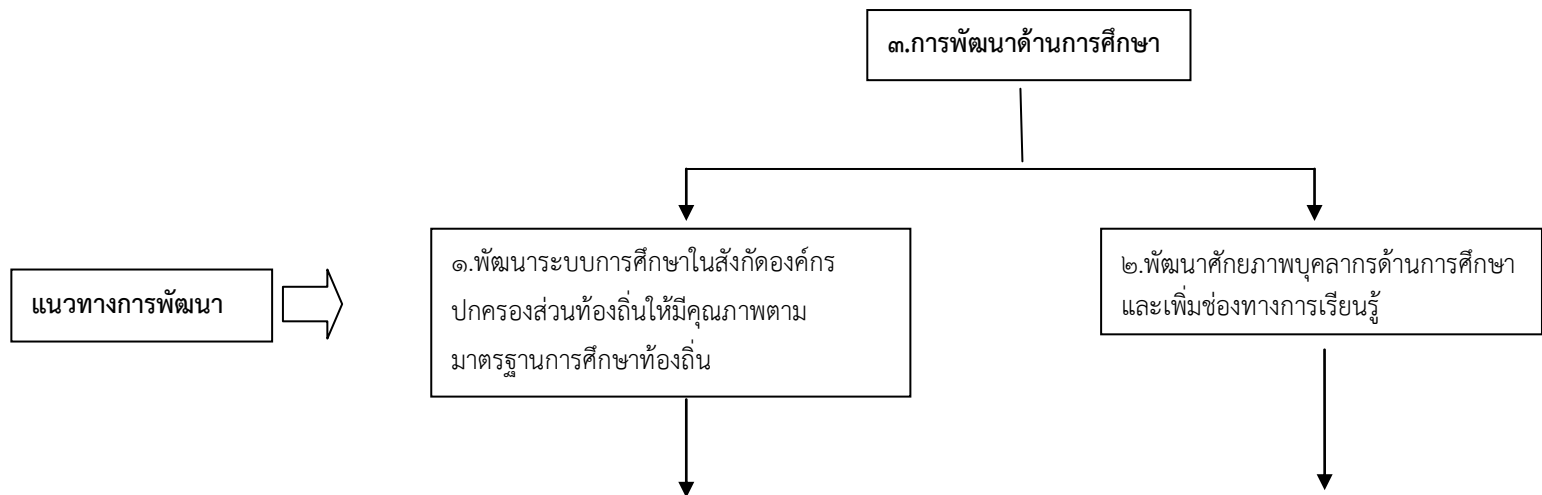 ๓.การพัฒนาด้านการศึกษา
๑.พัฒนาระบบการศึกษาในสังกัดองค์กร
ปกครองส่วนท้องถิ่นให้มีคุณภาพตาม
มาตรฐานการศึกษาท้องถิ่น
๒.พัฒนาศักยภาพบุคลากรด้านการศึกษา
และเพิ่มช่องทางการเรียนรู้
แนวทางการพัฒนา